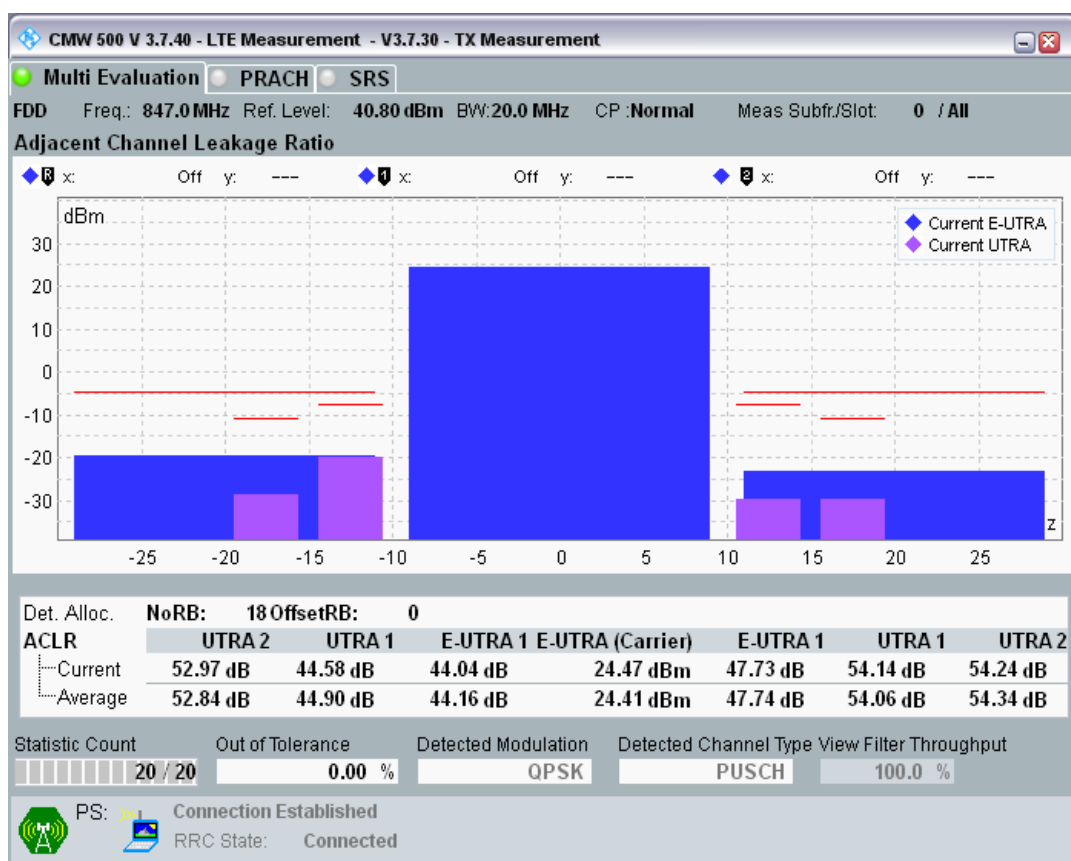 CMW 500 V 3.7.40 - LTE Measurement - V3.7.30 - TX Measurement
Multi Evaluation PRACH SRS
FDD Freq.: 847.0 MHz Ref. Level: 40.80 dBm BW:20.0 MHz CP :Normal Meas Subfr./Slot: 0 / All
Adjacent Channel Leakage Ratio
R x: Off y: --- 1 x: Off y: --- 2 x: Off y: ---
dBm
Current E-UTRA
Current UTRA
30
20
10
0
-10
-20
-30
z
-25 -20 -15 -10 -5 0 5 10 15 20 25
Det. Alloc. NoRB: 18 OffsetRB: 0
ACLR UTRA 2 UTRA 1 E-UTRA 1 E-UTRA (Carrier) E-UTRA 1 UTRA 1 UTRA 2
Current 52.97 dB 44.58 dB 44.04 dB 24.47 dBm 47.73 dB 54.14 dB 54.24 dB
Average 52.84 dB 44.90 dB 44.16 dB 24.41 dBm 47.74 dB 54.06 dB 54.34 dB
Statistic Count Out of Tolerance Detected Modulation Detected Channel Type View Filter Throughput
20 / 20 0.00 % QPSK PUSCH 100.0 %
PS: Connection Established
RRC State: Connected